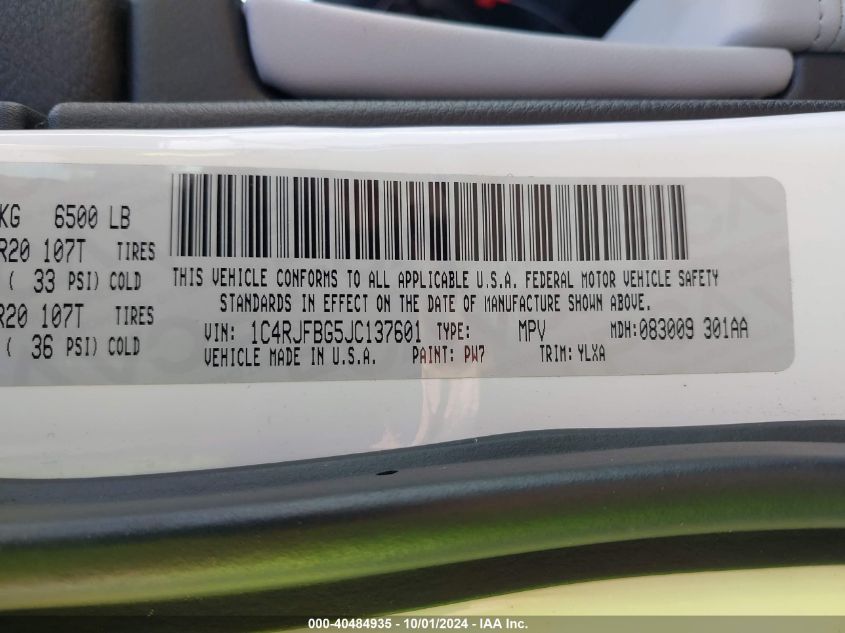 KG 6500 LB
R20 107T TIRES
( 33 PSI) COLD
R20 107T TIRES
( 36 PSI) COLD
THIS VEHICLE CONFORMS TO ALL APPLICABLE U.S.A. FEDERAL MOTOR VEHICLE SAFETY
STANDARDS IN EFFECT ON THE DATE OF MANUFACTURE SHOWN ABOVE.
VIN: 1C4RJFBG5JC137601 TYPE: MPV MDH:083009 301AA
VEHICLE MADE IN U.S.A. PAINT: PW7 TRIM: YLXA
000-40484935 - 10/01/2024 - IAA Inc.